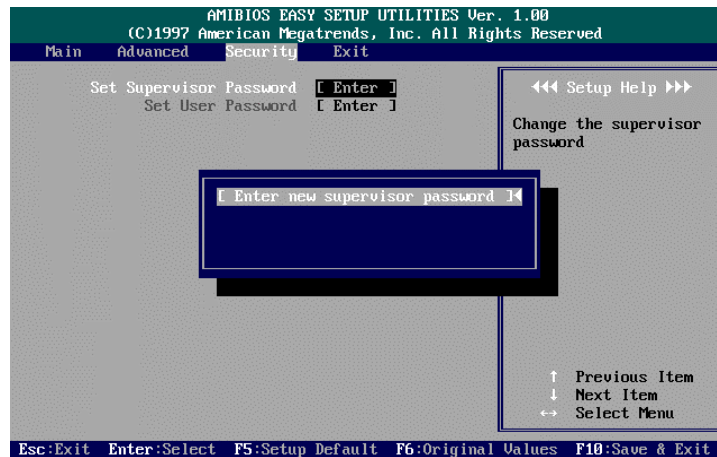 AMIBIOS EASY SETUP UTILITIES Ver. 1.00
(C)1997 American Megatrends, Inc. All Rights Reserved
Main Advanced Security Exit
Set Supervisor Password [ Enter ]
Set User Password [ Enter ]
Setup Help
Change the supervisor
password
[ Enter new supervisor password ]
↑ Previous Item
↓ Next Item
↔ Select Menu
Esc:Exit Enter:Select F5:Setup Default F6:Original Values F10:Save & Exit